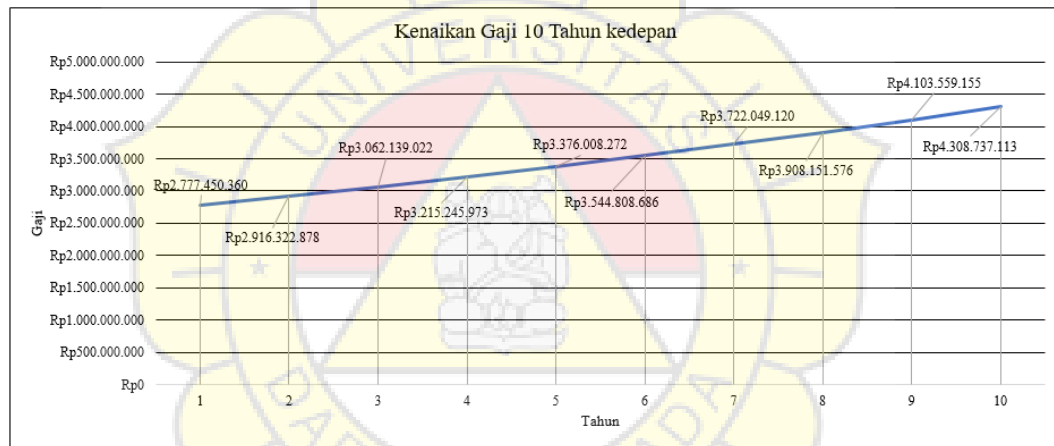 Kenaikan Gaji 10 Tahun kedepan
Rp5.000.000.000
Rp4.500.000.000
Rp4.000.000.000
Rp3.500.000.000
Rp3.000.000.000
Rp2.500.000.000
Rp2.000.000.000
Rp1.500.000.000
Rp1.000.000.000
Rp500.000.000
Rp0
Gaji
Rp2.777.450.360
Rp2.916.322.878
Rp3.062.139.022
Rp3.215.245.973
Rp3.376.008.272
Rp3.544.808.686
Rp3.722.049.120
Rp3.908.151.576
Rp4.103.559.155
Rp4.308.737.113
1 2 3 4 5 6 7 8 9 10
Tahun
UNIVERSITAS